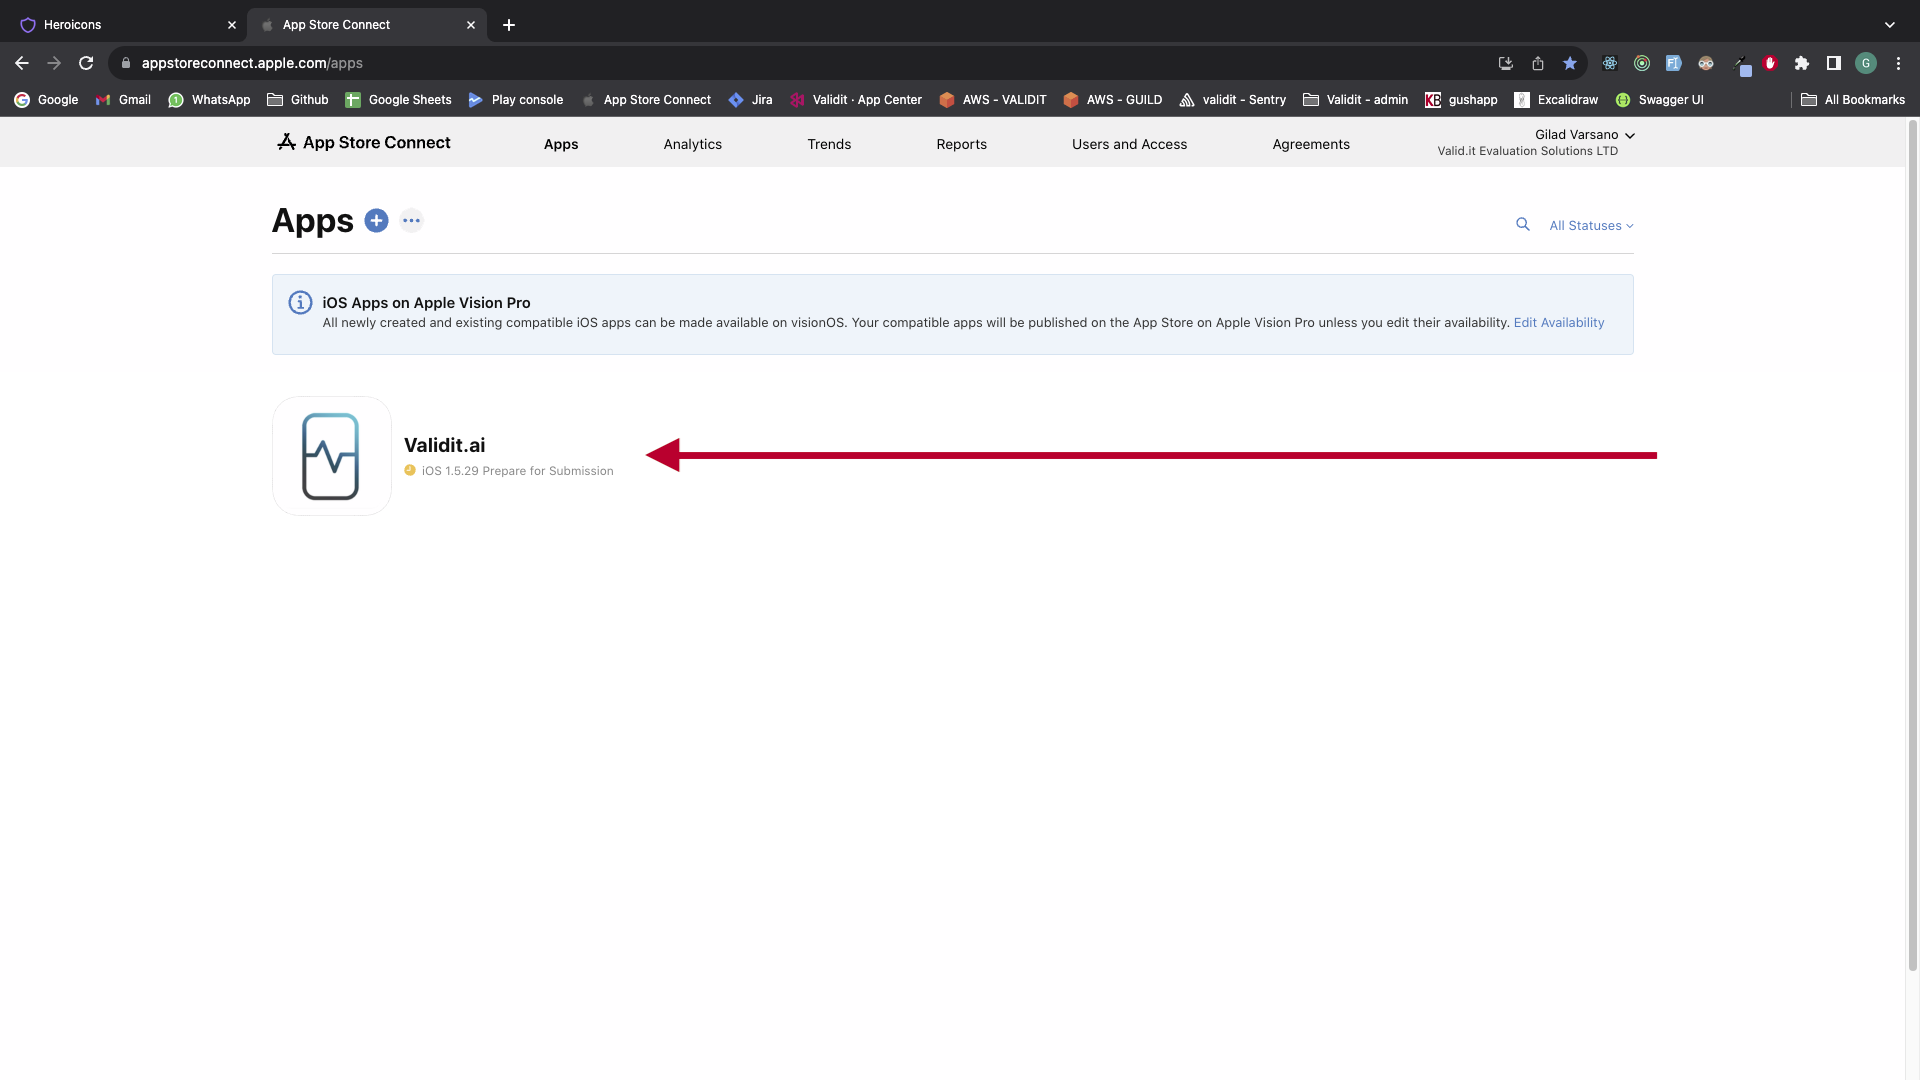 Heroicons
App Store Connect
appstoreconnect.apple.com/apps
G
Google
Gmail
WhatsApp
Github
Google Sheets
Play console
App Store Connect
Jira
Validit · App Center
AWS - VALIDIT
AWS - GUILD
validit - Sentry
Validit - admin
KB gushapp
Excalidraw
Swagger UI
All Bookmarks
App Store Connect
Apps
Analytics
Trends
Reports
Users and Access
Agreements
Gilad Varsano
Valid.it Evaluation Solutions LTD
Apps
All Statuses
iOS Apps on Apple Vision Pro
All newly created and existing compatible iOS apps can be made available on visionOS. Your compatible apps will be published on the App Store on Apple Vision Pro unless you edit their availability. Edit Availability
Validit.ai
iOS 1.5.29 Prepare for Submission